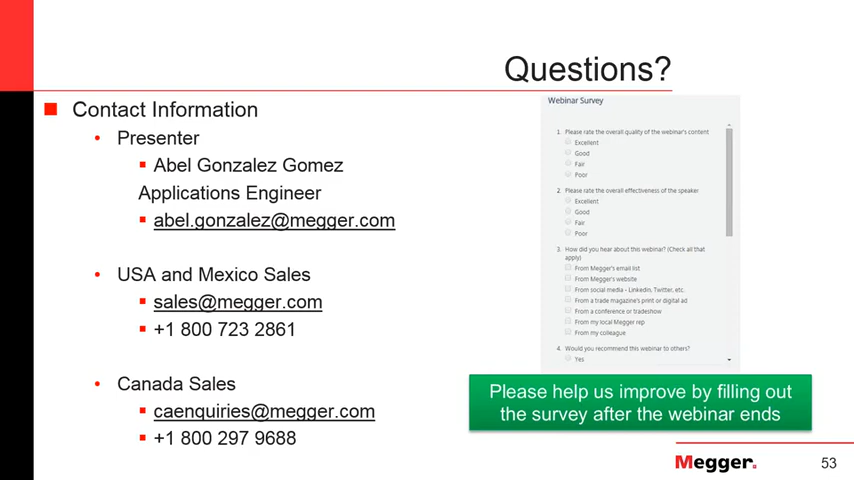 Questions?
Contact Information
Presenter
Abel Gonzalez Gomez
Applications Engineer
abel.gonzalez@megger.com
USA and Mexico Sales
sales@megger.com
+1 800 723 2861
Canada Sales
caenquiries@megger.com
+1 800 297 9688
Webinar Survey
1. Please rate the overall quality of the webinar's content
Excellent
Good
Fair
Poor
2. Please rate the overall effectiveness of the speaker
Excellent
Good
Fair
Poor
3. How did you hear about this webinar? (Check all that
apply)
From Megger's email list
From Megger's website
From social media - LinkedIn, Twitter, etc.
From a trade magazine's print or digital ad
From a conference or tradeshow
From my local Megger rep
From my colleague
4. Would you recommend this webinar to others?
Yes
Please help us improve by filling out
the survey after the webinar ends
Megger.
53